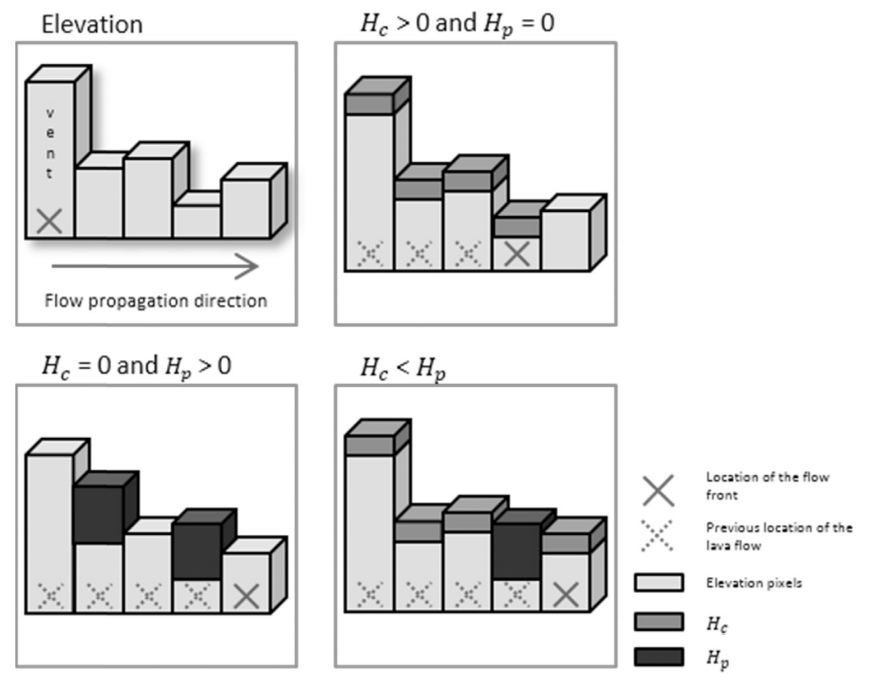 Elevation
H_c > 0 and H_p = 0
vent
Flow propagation direction
H_c = 0 and H_p > 0
H_c < H_p
Location of the flow
front
Previous location of the
lava flow
Elevation pixels
H_c
H_p